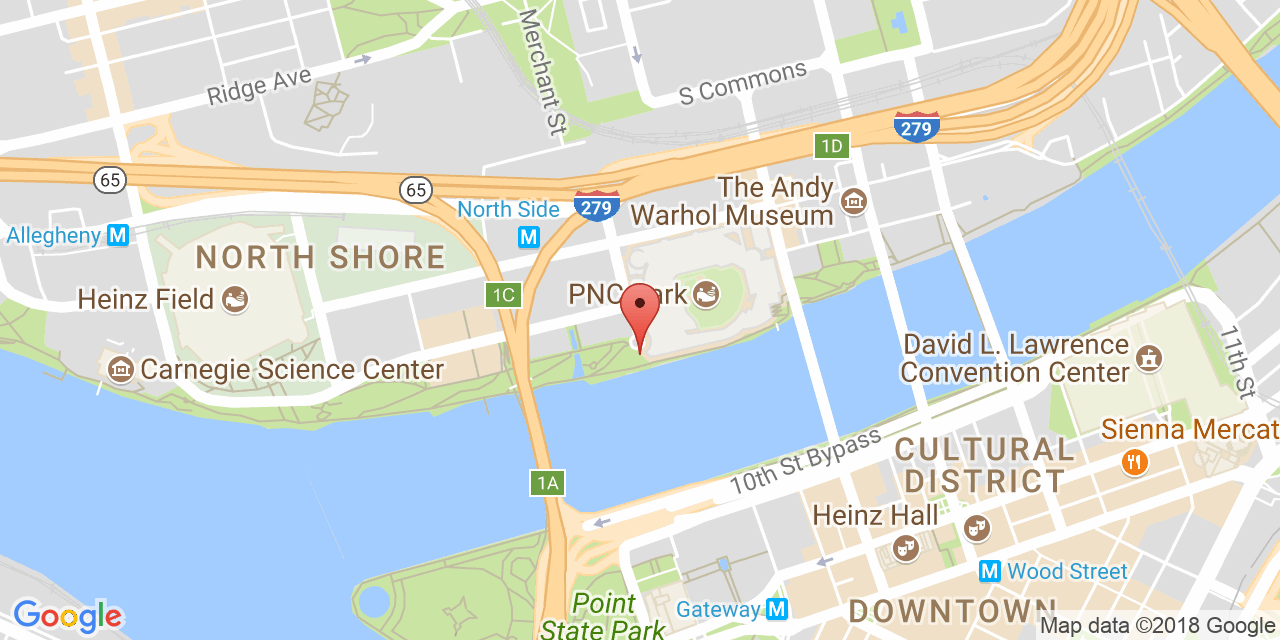 Merchant St
Ridge Ave
S Commons
279
1D
65
65
The Andy
Warhol Museum
279
North Side
M
Allegheny M
NORTH SHORE
1C
Heinz Field
PNC Park
Carnegie Science Center
David L. Lawrence
Convention Center
11th St
Sienna Mercat
CULTURAL
DISTRICT
10th St Bypass
1A
Heinz Hall
M Wood Street
Gateway M
DOWNTOWN
Point
State Park
Google
Map data ©2018 Google